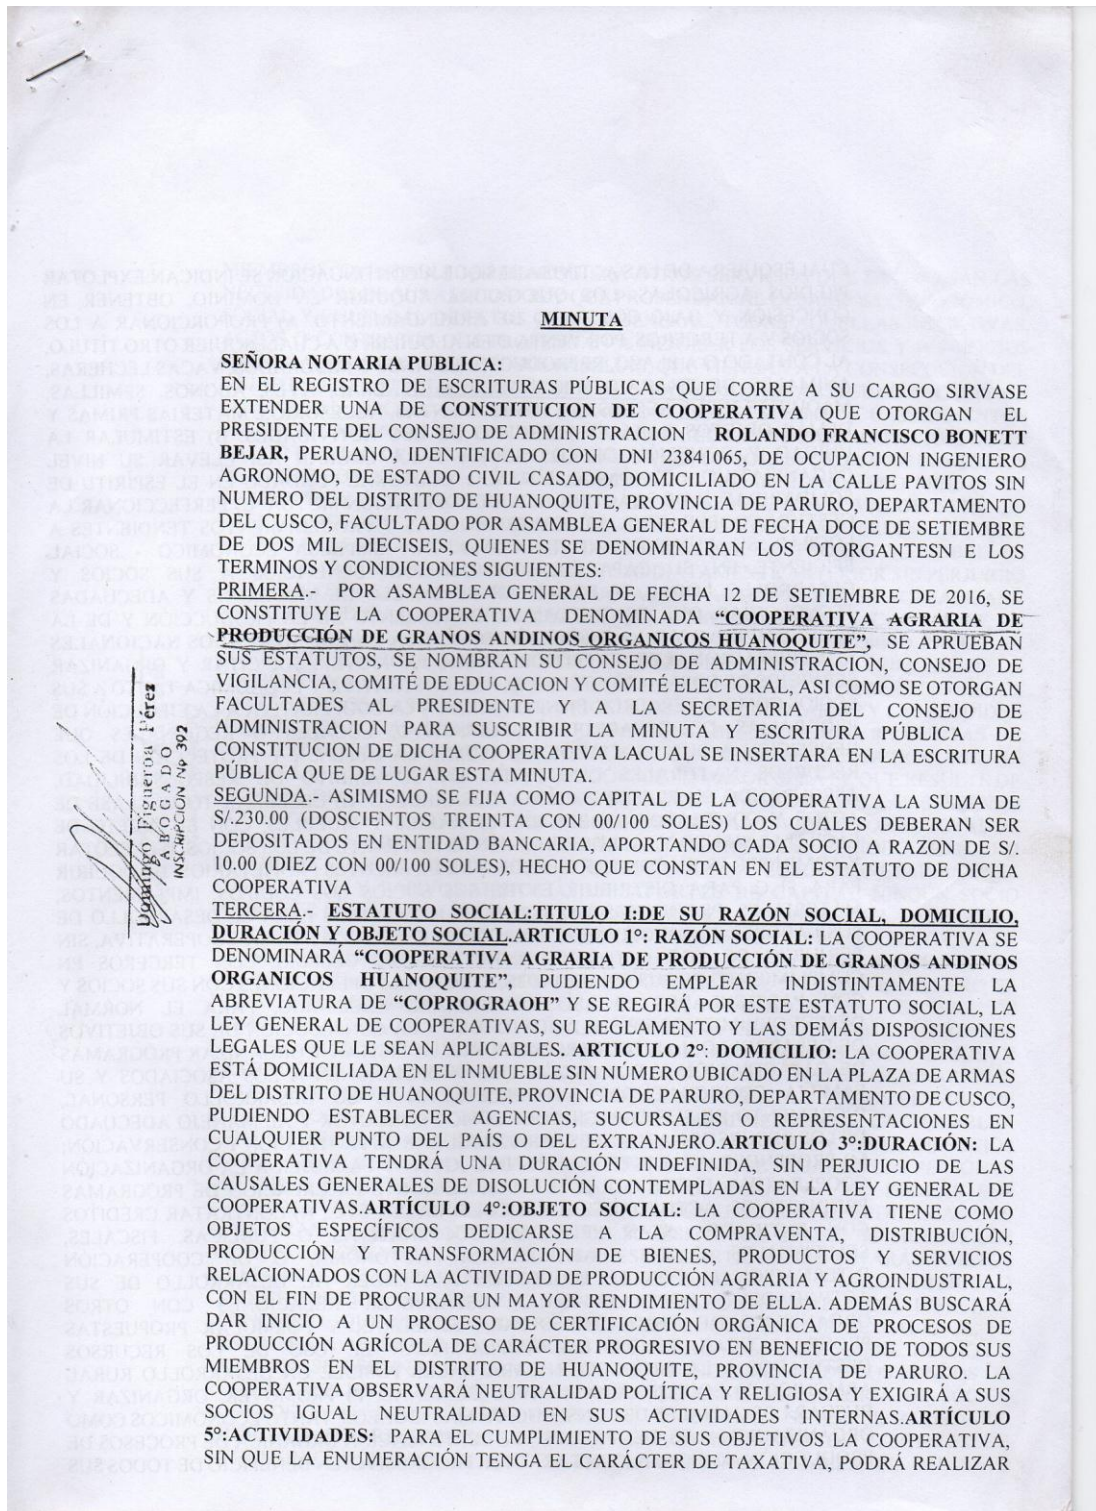 MINUTA
SEÑORA NOTARIA PUBLICA:
EN EL REGISTRO DE ESCRITURAS PÚBLICAS QUE CORRE A SU CARGO SIRVASE
EXTENDER UNA DE CONSTITUCION DE COOPERATIVA QUE OTORGAN EL
PRESIDENTE DEL CONSEJO DE ADMINISTRACION ROLANDO FRANCISCO BONETT
BEJAR, PERUANO, IDENTIFICADO CON DNI 23841065, DE OCUPACION INGENIERO
AGRONOMO, DE ESTADO CIVIL CASADO, DOMICILIADO EN LA CALLE PAVITOS SIN
NUMERO DEL DISTRITO DE HUANOQUITE, PROVINCIA DE PARURO, DEPARTAMENTO
DEL CUSCO, FACULTADO POR ASAMBLEA GENERAL DE FECHA DOCE DE SETIEMBRE
DE DOS MIL DIECISEIS, QUIENES SE DENOMINARAN LOS OTORGANTESN E LOS
TERMINOS Y CONDICIONES SIGUIENTES:
PRIMERA.- POR ASAMBLEA GENERAL DE FECHA 12 DE SETIEMBRE DE 2016, SE
CONSTITUYE LA COOPERATIVA DENOMINADA “COOPERATIVA AGRARIA DE
PRODUCCIÓN DE GRANOS ANDINOS ORGANICOS HUANOQUITE”, SE APRUEBAN
SUS ESTATUTOS, SE NOMBRAN SU CONSEJO DE ADMINISTRACION, CONSEJO DE
VIGILANCIA, COMITÉ DE EDUCACION Y COMITÉ ELECTORAL, ASI COMO SE OTORGAN
FACULTADES AL PRESIDENTE Y A LA SECRETARIA DEL CONSEJO DE
ADMINISTRACION PARA SUSCRIBIR LA MINUTA Y ESCRITURA PÚBLICA DE
CONSTITUCION DE DICHA COOPERATIVA LACUAL SE INSERTARÁ EN LA ESCRITURA
PÚBLICA QUE DE LUGAR ESTA MINUTA.
SEGUNDA.- ASIMISMO SE FIJA COMO CAPITAL DE LA COOPERATIVA LA SUMA DE
S/.230.00 (DOSCIENTOS TREINTA CON 00/100 SOLES) LOS CUALES DEBERAN SER
DEPOSITADOS EN ENTIDAD BANCARIA, APORTANDO CADA SOCIO A RAZON DE S/.
10.00 (DIEZ CON 00/100 SOLES), HECHO QUE CONSTAN EN EL ESTATUTO DE DICHA
COOPERATIVA
TERCERA.- ESTATUTO SOCIAL:TITULO I:DE SU RAZÓN SOCIAL, DOMICILIO,
DURACIÓN Y OBJETO SOCIAL.ARTICULO 1°: RAZÓN SOCIAL: LA COOPERATIVA SE
DENOMINARÁ “COOPERATIVA AGRARIA DE PRODUCCIÓN DE GRANOS ANDINOS
ORGANICOS HUANOQUITE”, PUDIENDO EMPLEAR INDISTINTAMENTE LA
ABREVIATURA DE “COPROGRAOH” Y SE REGIRÁ POR ESTE ESTATUTO SOCIAL, LA
LEY GENERAL DE COOPERATIVAS, SU REGLAMENTO Y LAS DEMÁS DISPOSICIONES
LEGALES QUE LE SEAN APLICABLES. ARTICULO 2°: DOMICILIO: LA COOPERATIVA
ESTÁ DOMICILIADA EN EL INMUEBLE SIN NÚMERO UBICADO EN LA PLAZA DE ARMAS
DEL DISTRITO DE HUANOQUITE, PROVINCIA DE PARURO, DEPARTAMENTO DE CUSCO,
PUDIENDO ESTABLECER AGENCIAS, SUCURSALES O REPRESENTACIONES EN
CUALQUIER PUNTO DEL PAÍS O DEL EXTRANJERO.ARTICULO 3°:DURACIÓN: LA
COOPERATIVA TENDRÁ UNA DURACIÓN INDEFINIDA, SIN PERJUICIO DE LAS
CAUSALES GENERALES DE DISOLUCIÓN CONTEMPLADAS EN LA LEY GENERAL DE
COOPERATIVAS.ARTÍCULO 4°:OBJETO SOCIAL: LA COOPERATIVA TIENE COMO
OBJETOS ESPECÍFICOS DEDICARSE A LA COMPRAVENTA, DISTRIBUCIÓN,
PRODUCCIÓN Y TRANSFORMACIÓN DE BIENES, PRODUCTOS Y SERVICIOS
RELACIONADOS CON LA ACTIVIDAD DE PRODUCCIÓN AGRARIA Y AGROINDUSTRIAL,
CON EL FIN DE PROCURAR UN MAYOR RENDIMIENTO DE ELLA. ADEMÁS BUSCARÁ
DAR INICIO A UN PROCESO DE CERTIFICACIÓN ORGÁNICA DE PROCESOS DE
PRODUCCIÓN AGRÍCOLA DE CARÁCTER PROGRESIVO EN BENEFICIO DE TODOS SUS
MIEMBROS EN EL DISTRITO DE HUANOQUITE, PROVINCIA DE PARURO. LA
COOPERATIVA OBSERVARÁ NEUTRALIDAD POLÍTICA Y RELIGIOSA Y EXIGIRÁ A SUS
SOCIOS IGUAL NEUTRALIDAD EN SUS ACTIVIDADES INTERNAS.ARTÍCULO
5°:ACTIVIDADES: PARA EL CUMPLIMIENTO DE SUS OBJETIVOS LA COOPERATIVA,
SIN QUE LA ENUMERACIÓN TENGA EL CARÁCTER DE TAXATIVA, PODRÁ REALIZAR
Domingo Figueroa Pérez
ABOGADO
INSCRIPCIÓN Nº 392